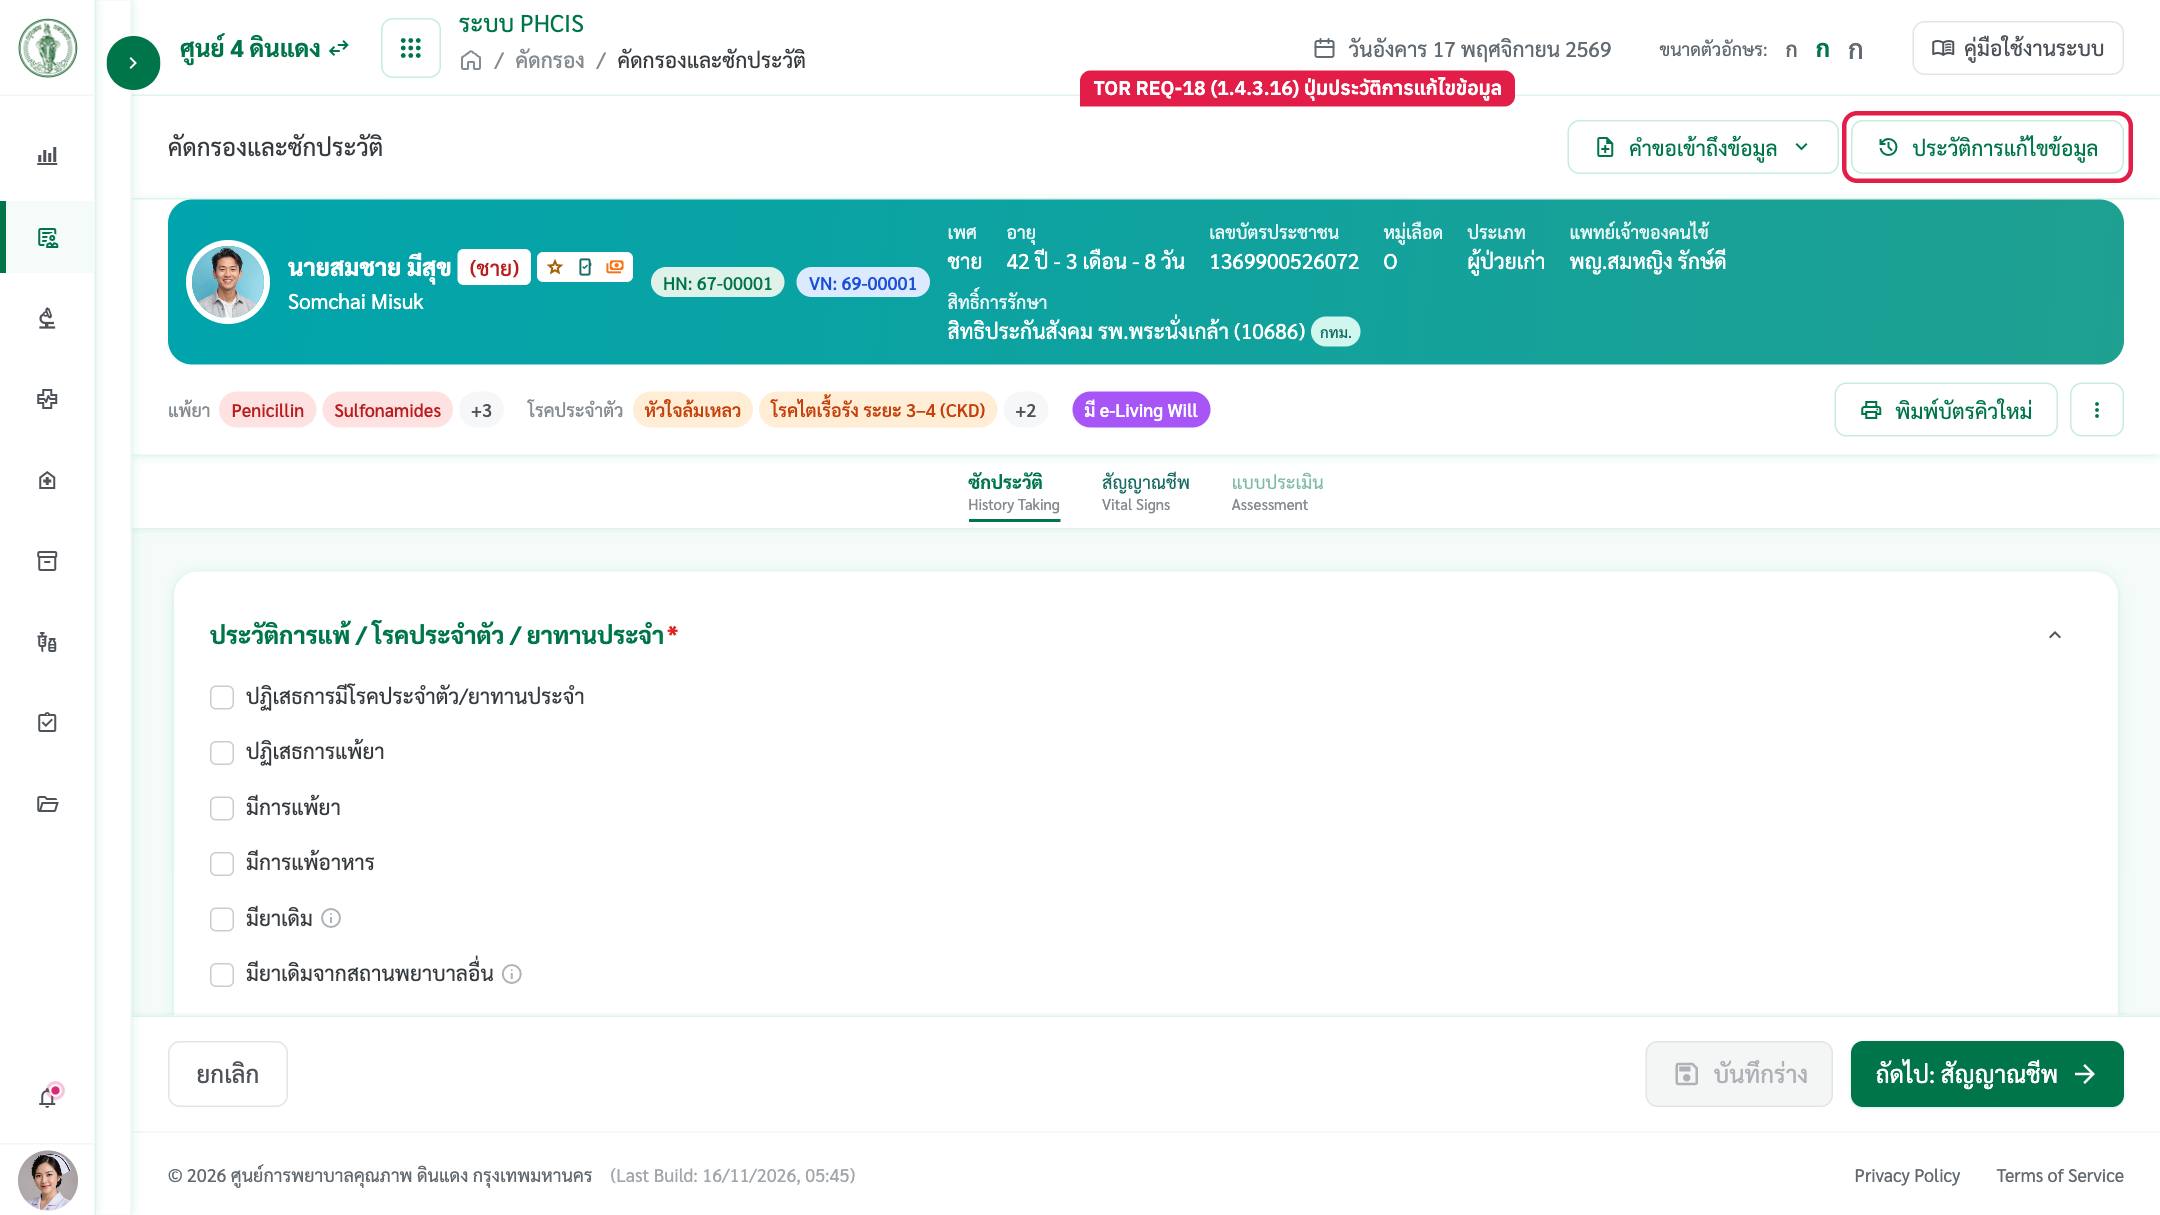 ศูนย์ 4 ดินแดง
ระบบ PHCIS
/ คัดกรอง / คัดกรองและซักประวัติ
วันอังคาร 17 พฤศจิกายน 2569
ขนาดตัวอักษร: ก ก ก
คู่มือใช้งานระบบ
TOR REQ-18 (1.4.3.16) ปุ่มประวัติการแก้ไขข้อมูล
คัดกรองและซักประวัติ
คำขอเข้าถึงข้อมูล
ประวัติการแก้ไขข้อมูล
นายสมชาย มีสุข (ชาย)
Somchai Misuk
HN: 67-00001
VN: 69-00001
เพศ
ชาย
อายุ
42 ปี - 3 เดือน - 8 วัน
เลขบัตรประชาชน
1369900526072
หมู่เลือด
O
ประเภท
ผู้ป่วยเก่า
แพทย์เจ้าของคนไข้
พญ.สมหญิง รักษ์ดี
สิทธิ์การรักษา
สิทธิประกันสังคม รพ.พระนั่งเกล้า (10686) กทม.
แพ้ยา Penicillin Sulfonamides +3 โรคประจำตัว หัวใจล้มเหลว โรคไตเรื้อรัง ระยะ 3–4 (CKD) +2 มี e-Living Will
พิมพ์บัตรคิวใหม่
ซักประวัติ
History Taking
สัญญาณชีพ
Vital Signs
แบบประเมิน
Assessment
ประวัติการแพ้ / โรคประจำตัว / ยาทานประจำ*
ปฏิเสธการมีโรคประจำตัว/ยาทานประจำ
ปฏิเสธการแพ้ยา
มีการแพ้ยา
มีการแพ้อาหาร
มียาเดิม
มียาเดิมจากสถานพยาบาลอื่น
ยกเลิก
บันทึกร่าง
ถัดไป: สัญญาณชีพ
© 2026 ศูนย์การพยาบาลคุณภาพ ดินแดง กรุงเทพมหานคร (Last Build: 16/11/2026, 05:45)
Privacy Policy
Terms of Service